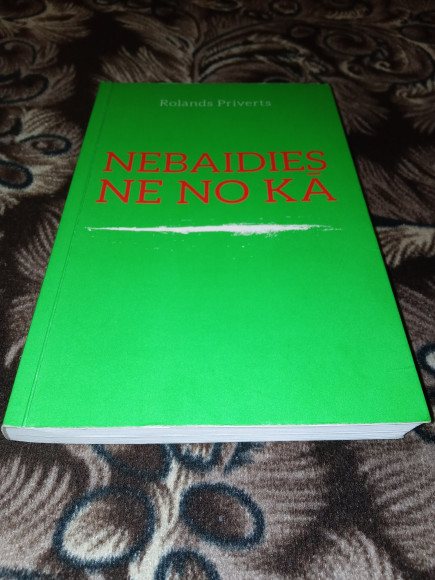 Rolands Priverts
NEBAIDIES
NE NO KĀ